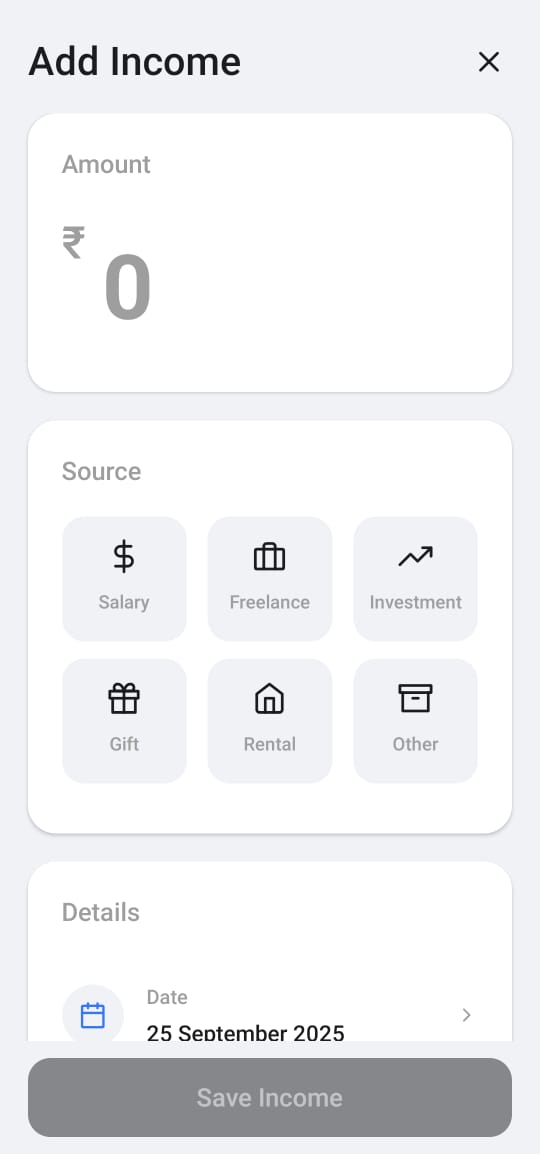 Add Income
Amount
₹ 0
Source
Salary Freelance Investment
Gift Rental Other
Details
Date
25 September 2025
Save Income